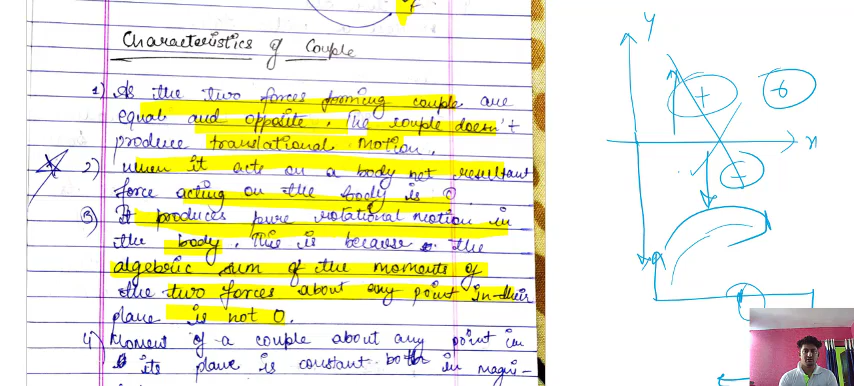 Characteristics of Couple
1) As the two forces forming couple are
equal and opposite. The couple doesn't
produce translational motion.
2) when it acts on a body net resultant
force acting on the body is 0
3) It produces pure rotational motion in
the body. This is because the
algeboic sum of the moments of
the two forces about any point in their
plane is not 0.
4) Moment of a couple about any point in
its plane is constant both in magni-
y
+
-6
x
-